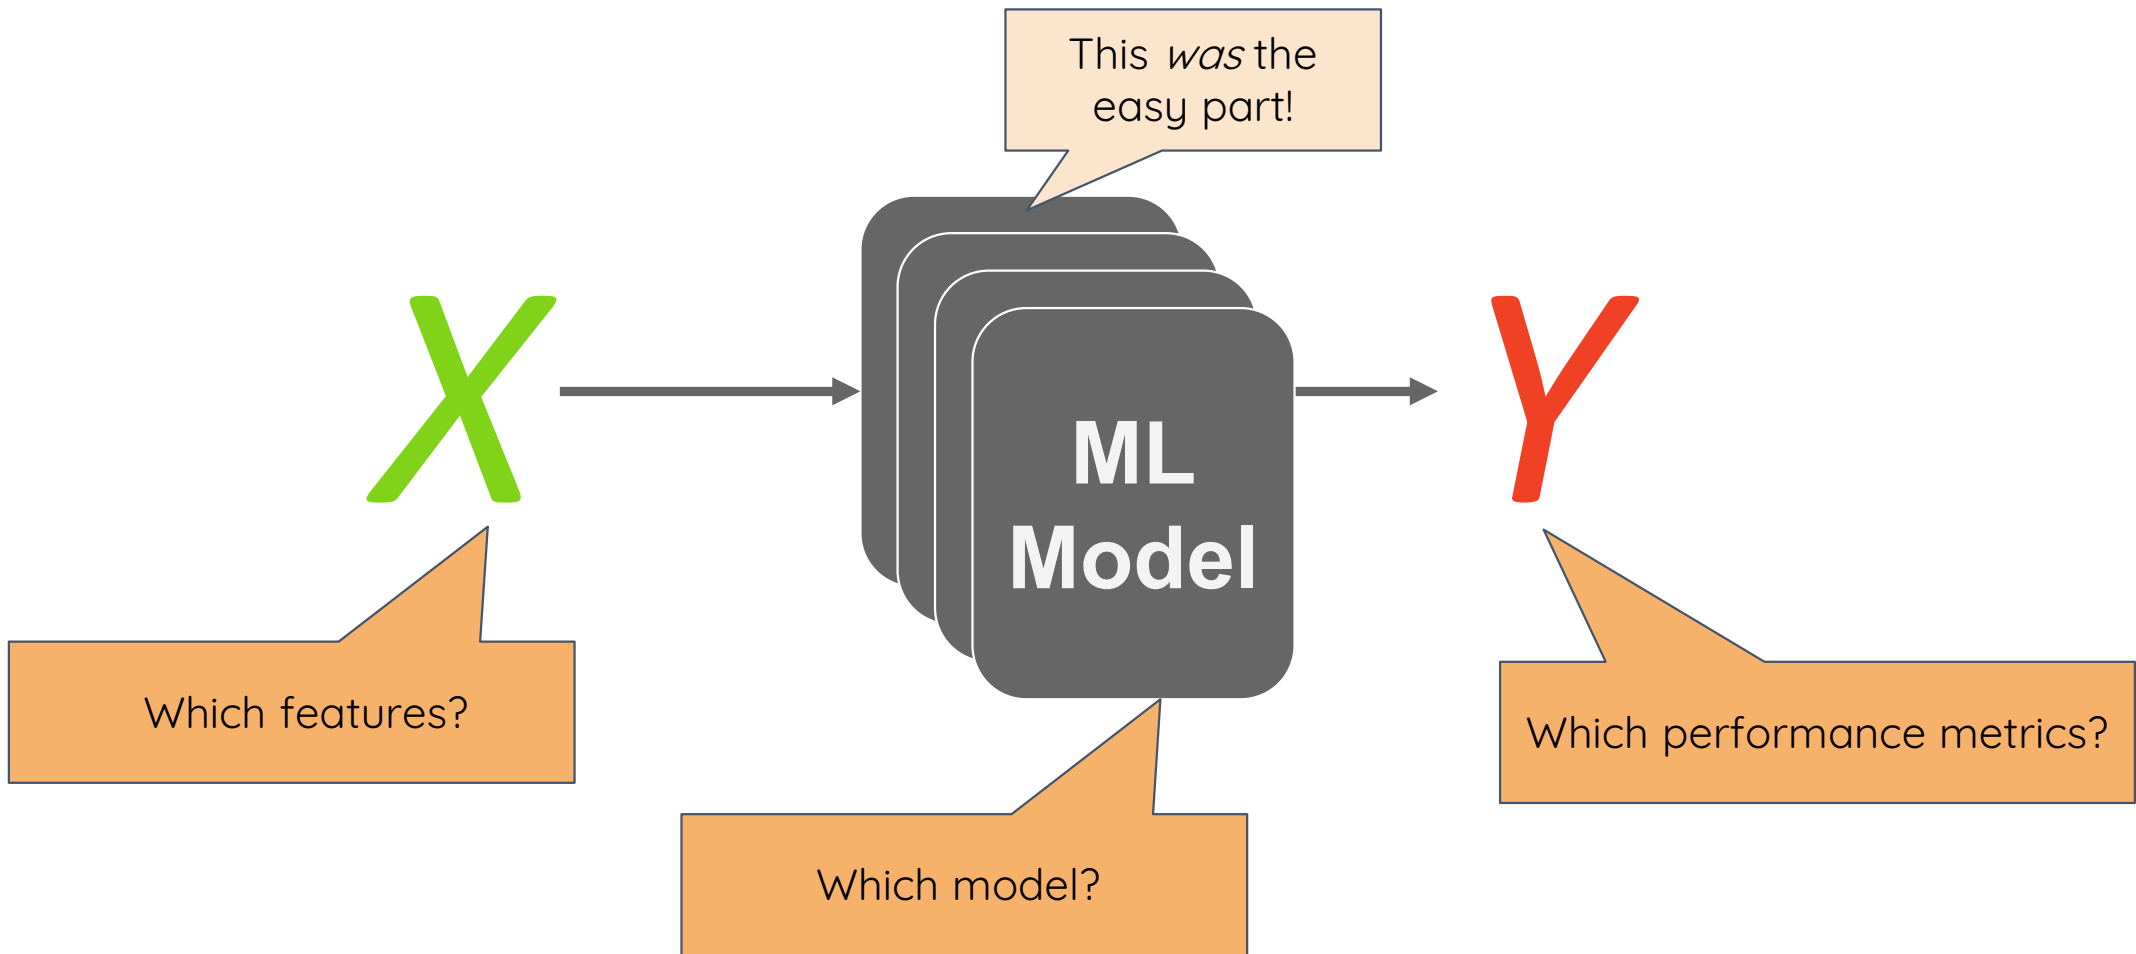 This was the
easy part!
X
ML
Model
Y
Which features?
Which model?
Which performance metrics?